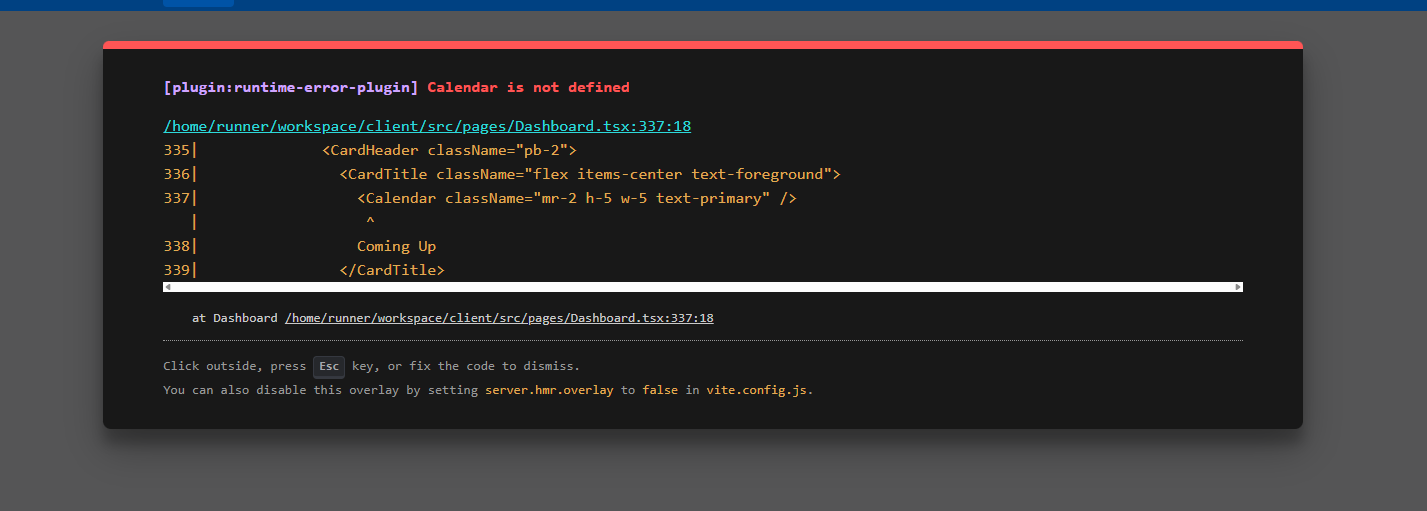 [plugin:runtime-error-plugin] Calendar is not defined
/home/runner/workspace/client/src/pages/Dashboard.tsx:337:18
335|              <CardHeader className="pb-2">
336|                <CardTitle className="flex items-center text-foreground">
337|                  <Calendar className="mr-2 h-5 w-5 text-primary" />
   |                   ^
338|                  Coming Up
339|                </CardTitle>
at Dashboard /home/runner/workspace/client/src/pages/Dashboard.tsx:337:18
Click outside, press Esc key, or fix the code to dismiss.
You can also disable this overlay by setting server.hmr.overlay to false in vite.config.js.